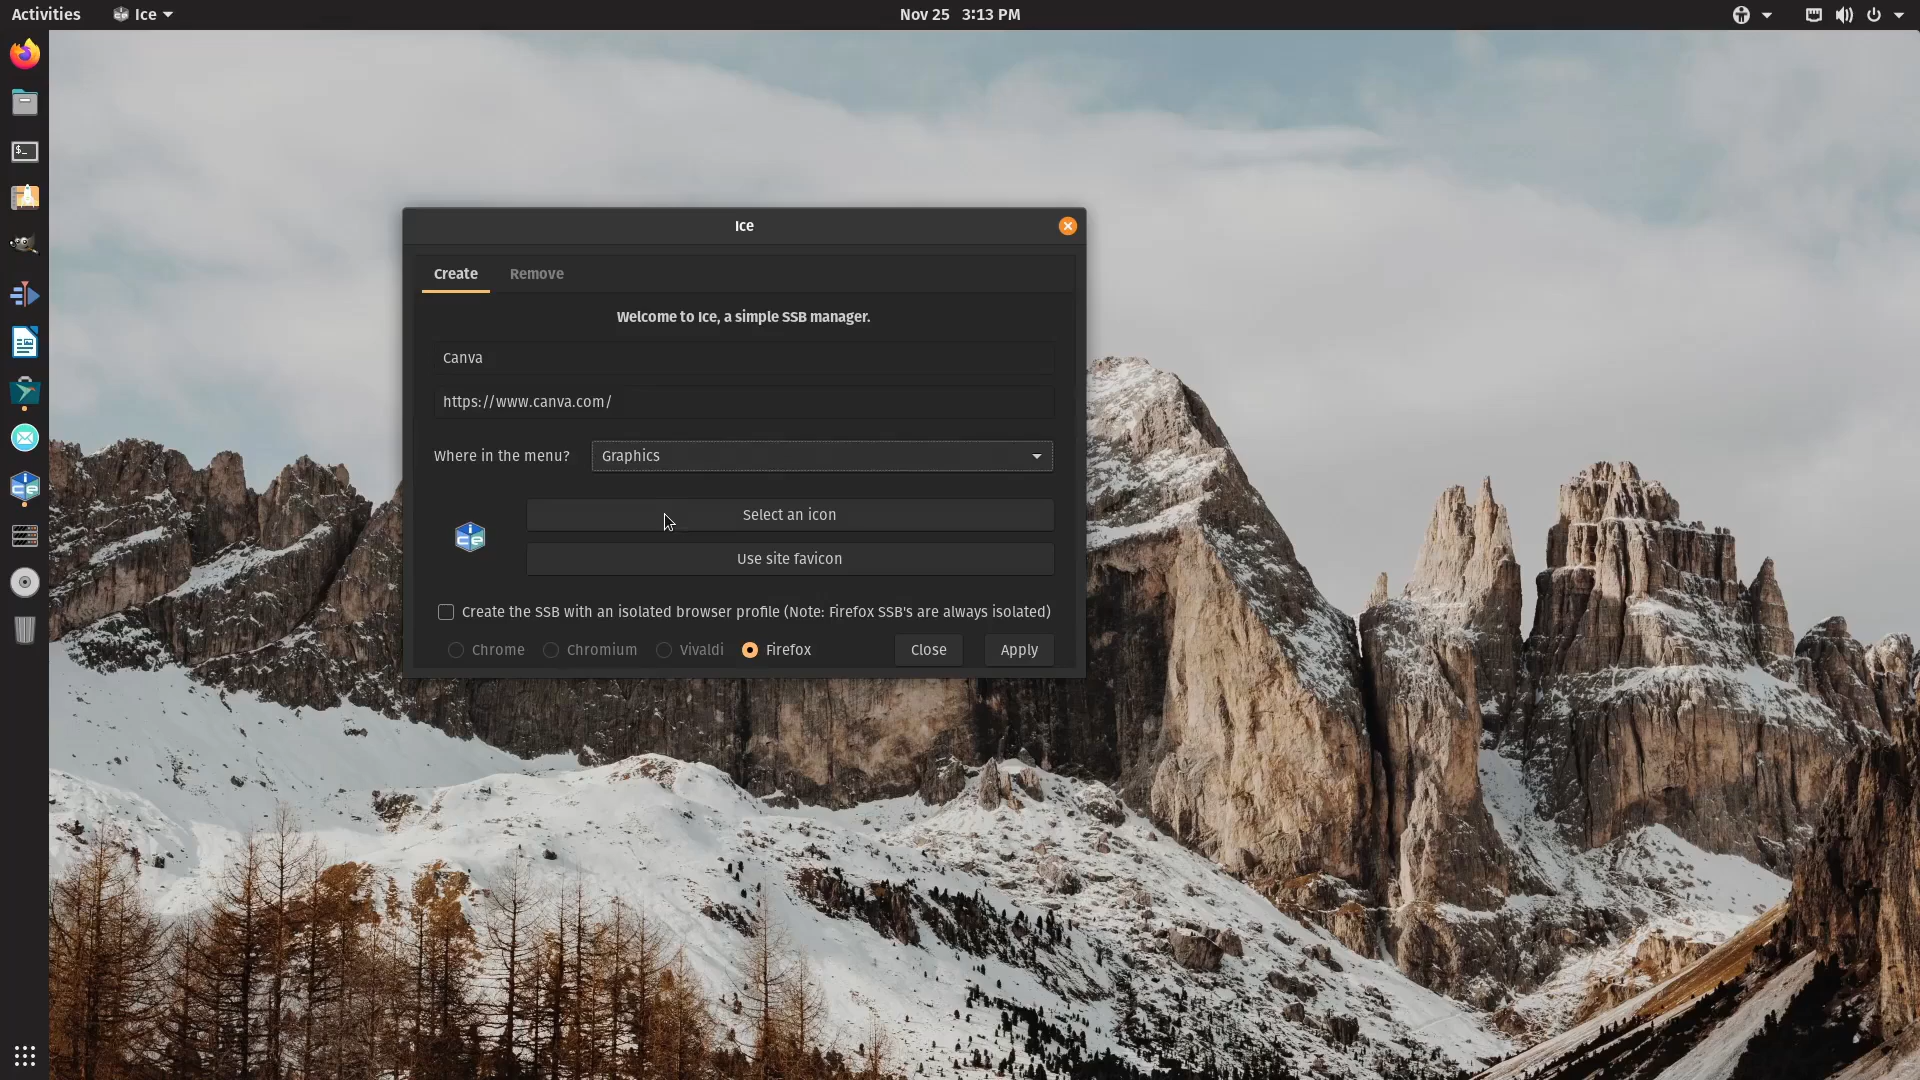 Activities
Ice
Nov 25 3:13 PM
Ice
Create
Remove
Welcome to Ice, a simple SSB manager.
Canva
https://www.canva.com/
Where in the menu?
Graphics
Select an icon
Use site favicon
Create the SSB with an isolated browser profile (Note: Firefox SSB's are always isolated)
Chrome
Chromium
Vivaldi
Firefox
Close
Apply